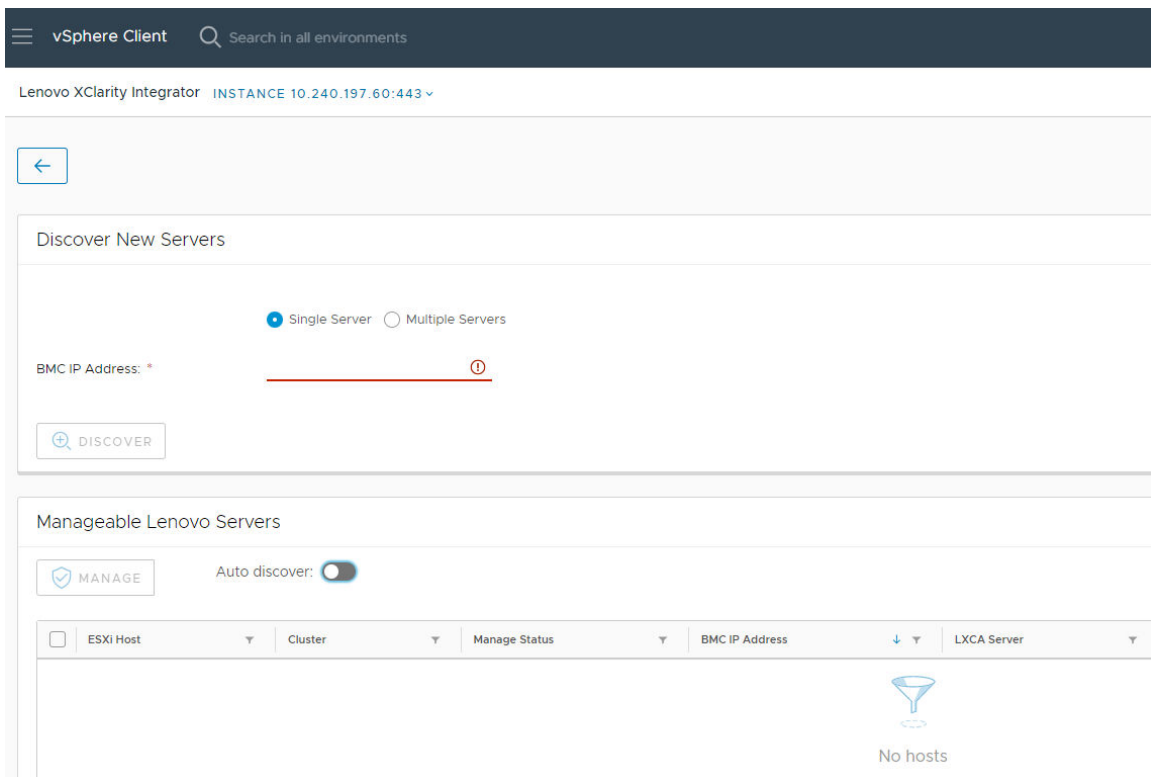 vSphere Client Search in all environments
Lenovo XClarity Integrator INSTANCE 10.240.197.60:443
Discover New Servers
Single Server Multiple Servers
BMC IP Address: *
DISCOVER
Manageable Lenovo Servers
MANAGE Auto discover:
ESXi Host Cluster Manage Status BMC IP Address LXCA Server
No hosts